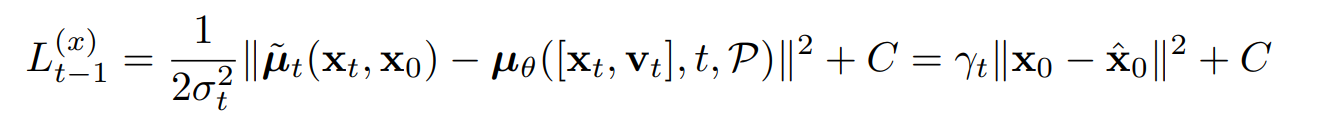 L_{t-1}^{(x)} = \frac{1}{2\sigma_t^2} \| \tilde{\boldsymbol{\mu}}_t(\mathbf{x}_t, \mathbf{x}_0) - \boldsymbol{\mu}_\theta([\mathbf{x}_t, \mathbf{v}_t], t, \mathcal{P}) \|^2 + C = \gamma_t \| \mathbf{x}_0 - \hat{\mathbf{x}}_0 \|^2 + C